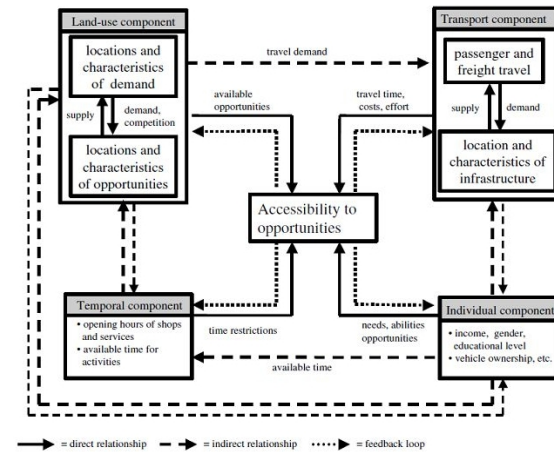 Land-use component
locations and
characteristics
of demand
supply
demand,
competition
locations and
characteristics
of opportunities
travel demand
Transport component
passenger and
freight travel
supply
demand
location and
characteristics of
infrastructure
available
opportunities
travel time,
costs, effort
Accessibility to
opportunities
Temporal component
• opening hours of shops
and services
• available time for
activities
time restrictions
needs, abilities
opportunities
available time
Individual component
• income, gender,
educational level
• vehicle ownership, etc.
= direct relationship
= indirect relationship
= feedback loop